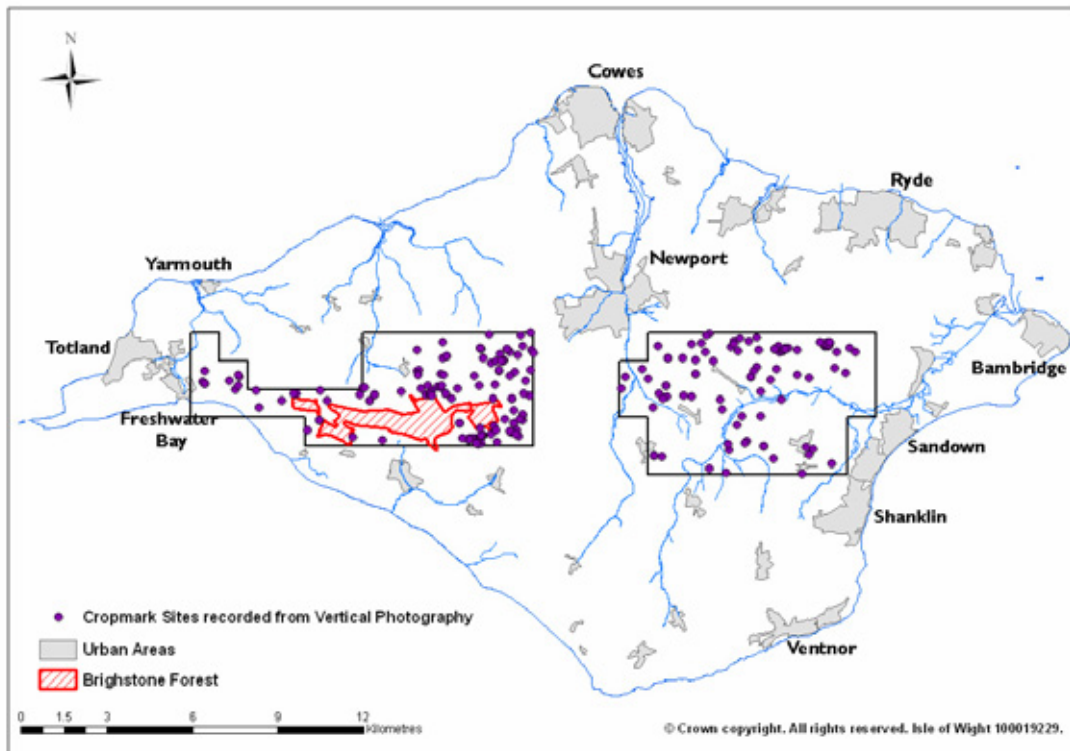 N
Cowes
Ryde
Newport
Yarmouth
Totland
Bambridge
Freshwater
Bay
Sandown
Shanklin
Ventnor
Cropmark Sites recorded from Vertical Photography
Urban Areas
Brighstone Forest
0 1.5 3 6 9 12
Kilometres
© Crown copyright. All rights reserved. Isle of Wight 100019229.